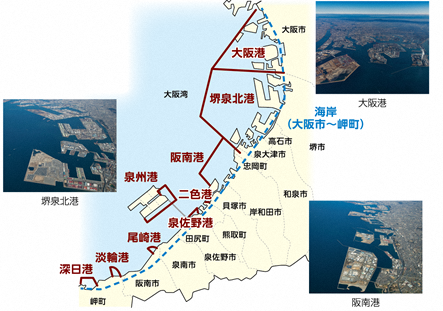 大阪市
大阪港
大阪港
大阪湾
堺泉北港
海岸
(大阪市～岬町)
高石市
堺市
泉大津市
忠岡町
阪南港
堺泉北港
泉州港
二色港
和泉市
貝塚市
岸和田市
泉佐野港
熊取町
田尻町
尾崎港
泉佐野市
泉南市
淡輪港
阪南市
深日港
岬町
阪南港